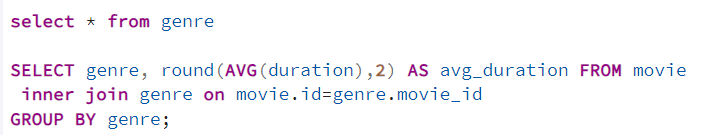 select * from genre
SELECT genre, round(AVG(duration),2) AS avg_duration FROM movie
inner join genre on movie.id=genre.movie_id
GROUP BY genre;